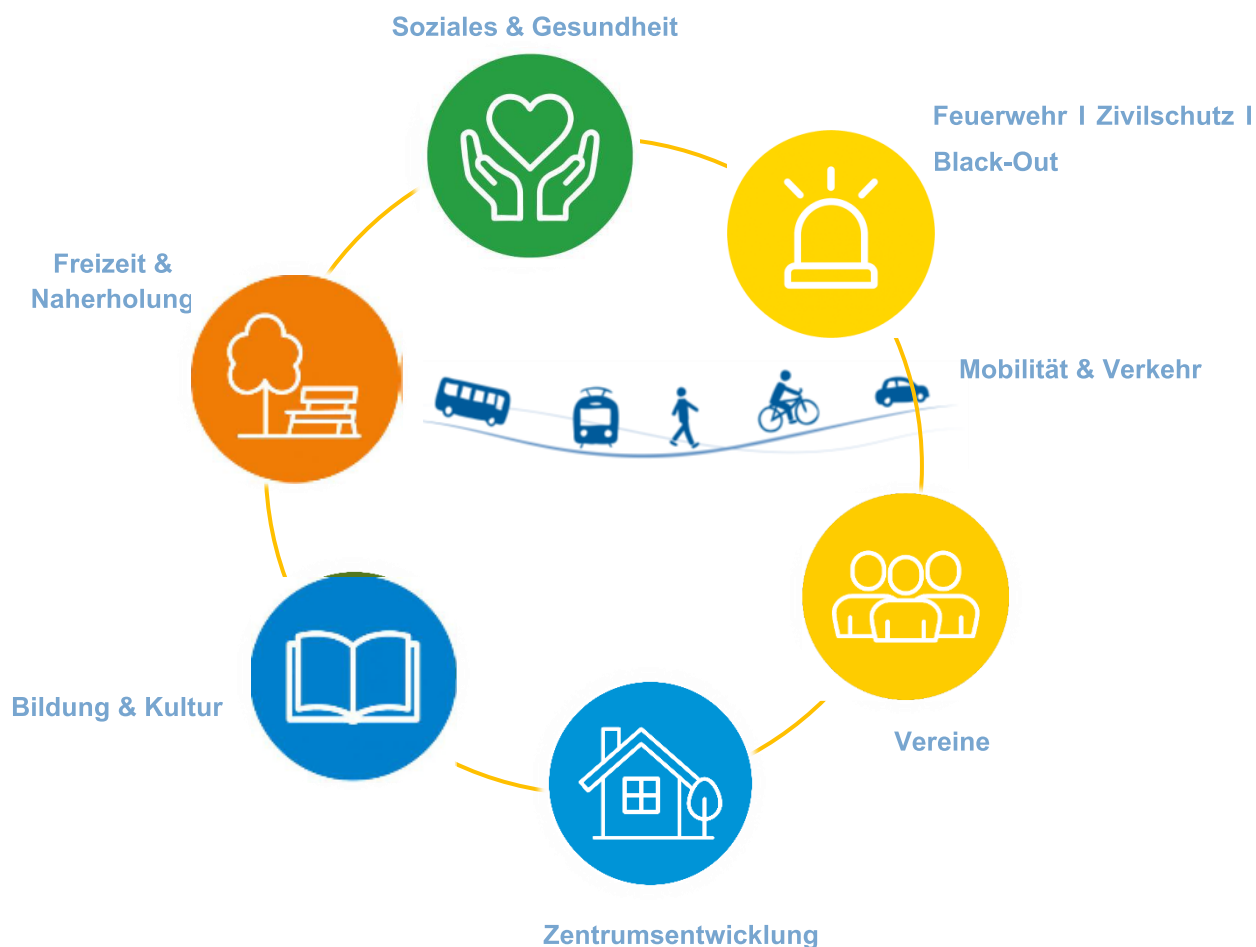 Soziales & Gesundheit
Feuerwehr I Zivilschutz I
Black-Out
Freizeit &
Naherholung
Mobilität & Verkehr
Bildung & Kultur
Vereine
Zentrumsentwicklung